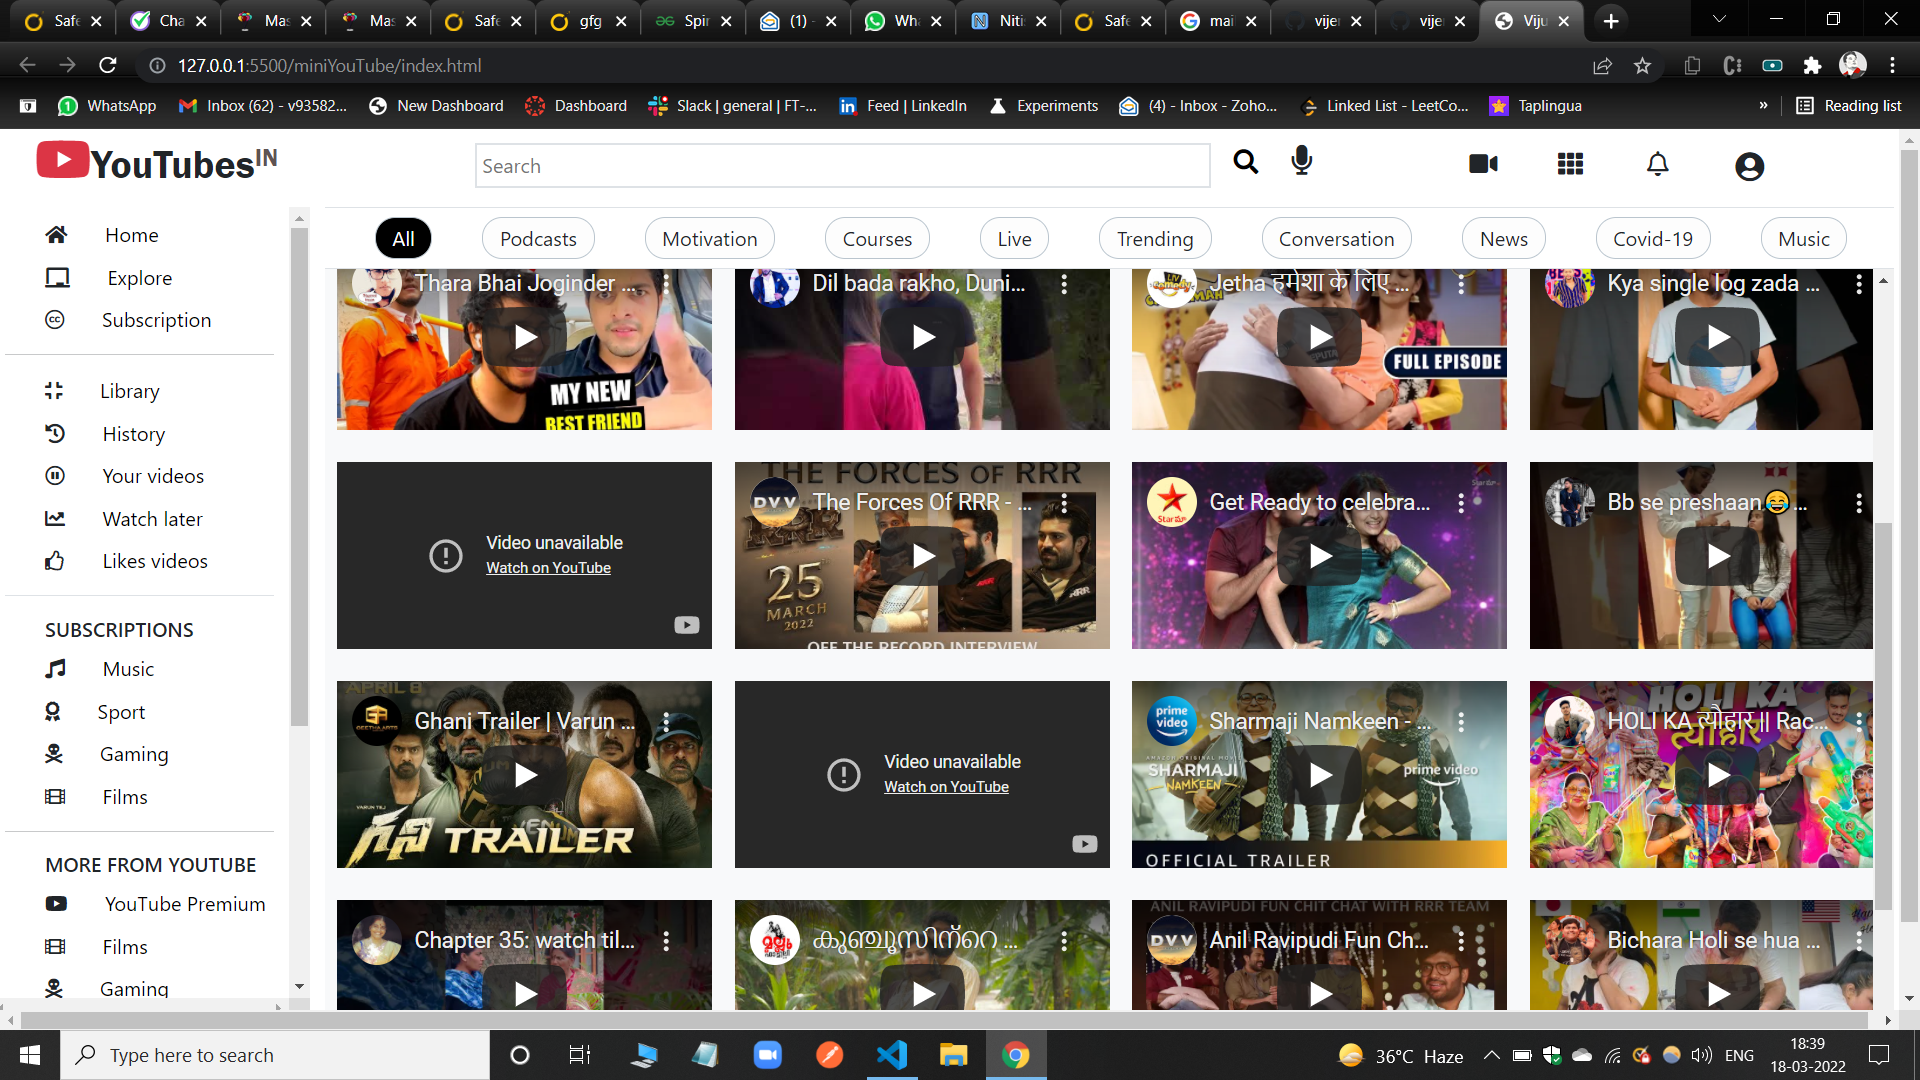 Safe Cha Mas Mas Safe gfg Spir (1) - Wha Niti Safe mai vije vije Viju
127.0.0.1:5500/miniYouTube/index.html
WhatsApp Inbox (62) - v93582... New Dashboard Dashboard Slack | general | FT-... Feed | LinkedIn Experiments (4) - Inbox - Zoho... Linked List - LeetCo... Taplingua » Reading list
YouTubes IN
Search
All Podcasts Motivation Courses Live Trending Conversation News Covid-19 Music
Home
Explore
Subscription
Library
History
Your videos
Watch later
Likes videos
SUBSCRIPTIONS
Music
Sport
Gaming
Films
MORE FROM YOUTUBE
YouTube Premium
Films
Gaming
Thara Bhai Joginder ...
MY NEW
BEST FRIEND
Dil bada rakho, Duni...
Jetha हमेशा के लिए ...
FULL EPISODE
Kya single log zada ...
Video unavailable
Watch on YouTube
THE FORCES OF RRR
DVV
The Forces Of RRR - ...
RRR
25
MARCH
2022
OFF THE RECORD INTERVIEW
Get Ready to celebra...
Bb se preshaan😂 ...
APRIL 8
Ghani Trailer | Varun ...
VARUN TEJ
గని TRAILER
Video unavailable
Watch on YouTube
prime video
Sharmaji Namkeen - ...
SHARMAJI
NAMKEEN
prime video
OFFICIAL TRAILER
HOLI KA
HOLI KA त्यौहार || Rac...
त्यौहार
Chapter 35: watch til...
കുഞ്ചൂസിന്റെ ...
ANIL RAVIPUDI FUN CHIT CHAT WITH RRR TEAM
DVV
Anil Ravipudi Fun Ch...
Bichara Holi se hua ...
Type here to search
36°C Haze
ENG
18:39
18-03-2022